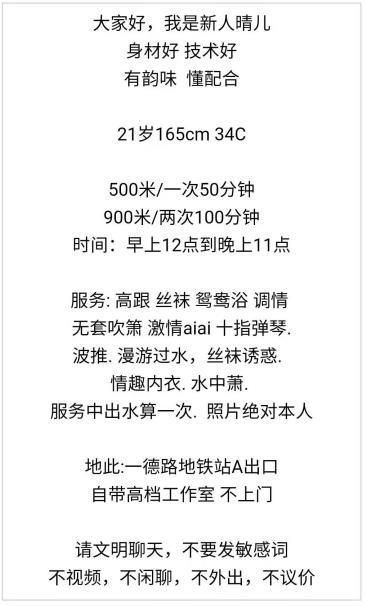 大家好，我是新人晴儿
身材好 技术好
有韵味 懂配合
21岁165cm 34C
500米/一次50分钟
900米/两次100分钟
时间：早上12点到晚上11点
服务: 高跟 丝袜 鸳鸯浴 调情
无套吹箫 激情aiai 十指弹琴.
波推. 漫游过水，丝袜诱惑.
情趣内衣. 水中萧.
服务中出水算一次. 照片绝对本人
地此:一德路地铁站A出口
自带高档工作室 不上门
请文明聊天，不要发敏感词
不视频，不闲聊，不外出，不议价